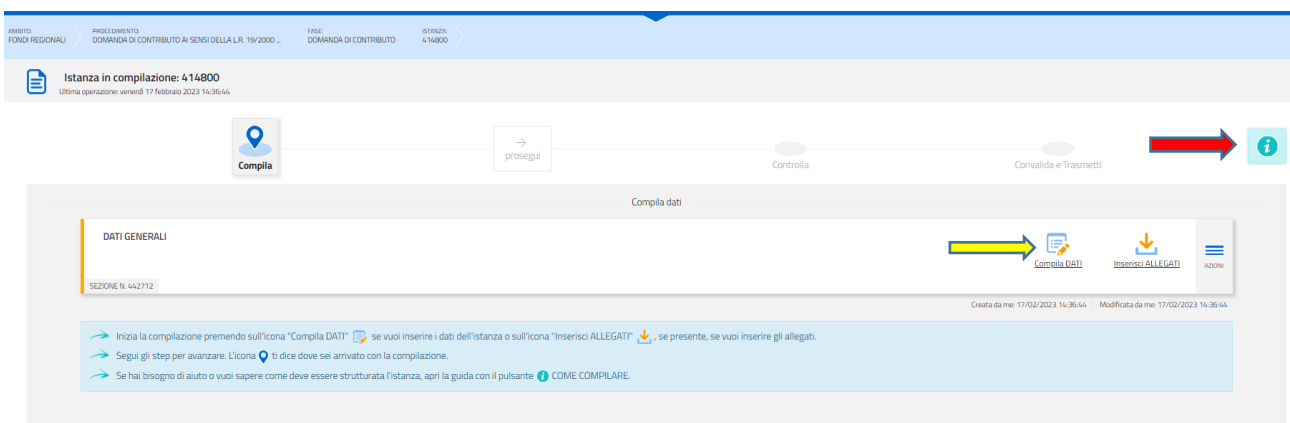 AMBITO:
FONDI REGIONALI
PROCEDIMENTO:
DOMANDA DI CONTRIBUTO AI SENSI DELLA L.R. 19/2000 ...
FASE:
DOMANDA DI CONTRIBUTO
ISTANZA:
414800
Istanza in compilazione: 414800
Ultima operazione: venerdì 17 febbraio 2023 14:36:44
Compila
prosegui
Controlla
Convalida e Trasmetti
Compila dati
DATI GENERALI
Compila DATI
Inserisci ALLEGATI
AZIONI
SEZIONE N. 442712
Creata da me: 17/02/2023 14:36:44 Modificata da me: 17/02/2023 14:36:44
Inizia la compilazione premendo sull'icona "Compila DATI" se vuoi inserire i dati dell'istanza o sull'icona "Inserisci ALLEGATI" , se presente, se vuoi inserire gli allegati.
Segui gli step per avanzare. L'icona ti dice dove sei arrivato con la compilazione.
Se hai bisogno di aiuto o vuoi sapere come deve essere strutturata l'istanza, apri la guida con il pulsante COME COMPILARE.